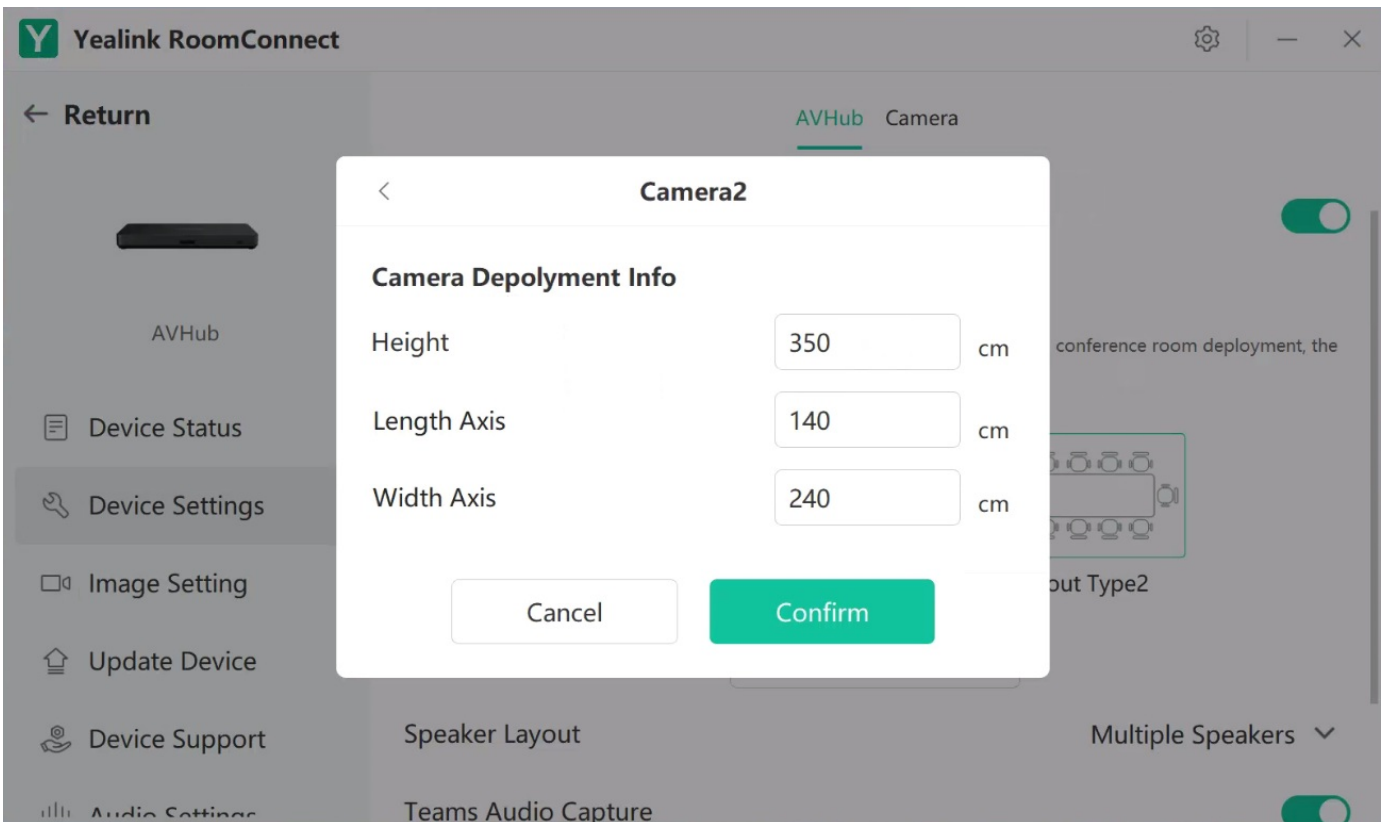 Y Yealink RoomConnect
Return
AVHub Camera
Camera2
Camera Depolyment Info
Height 350 cm
AVHub
conference room deployment, the
Length Axis 140 cm
Device Status
Width Axis 240 cm
Device Settings
Image Setting
out Type2
Cancel Confirm
Update Device
Speaker Layout Multiple Speakers
Device Support
Teams Audio Capture
Audio Settings